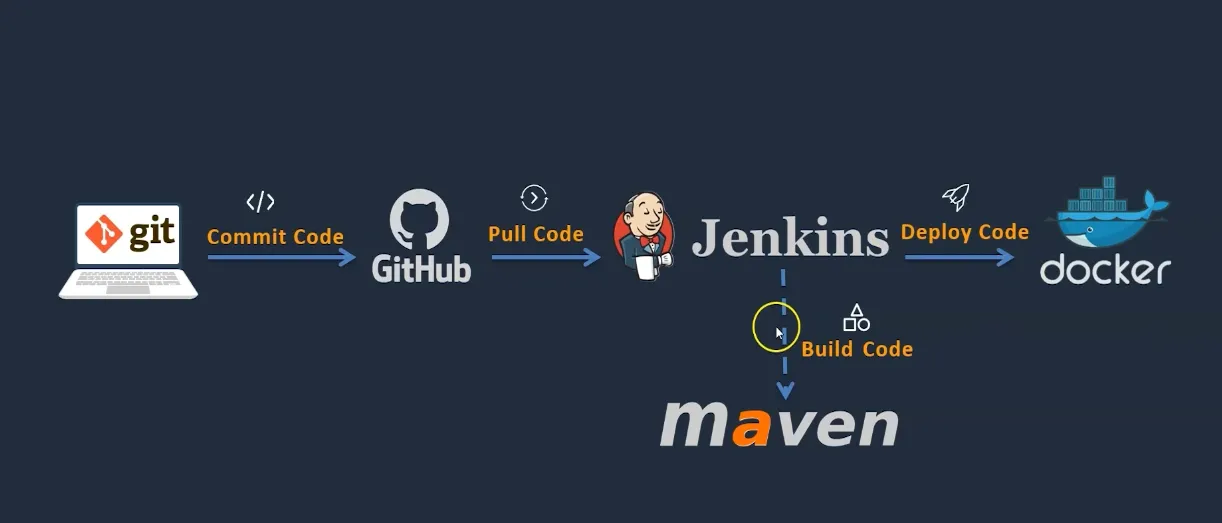 git
Commit Code
GitHub
Pull Code
Jenkins
Deploy Code
docker
Build Code
maven